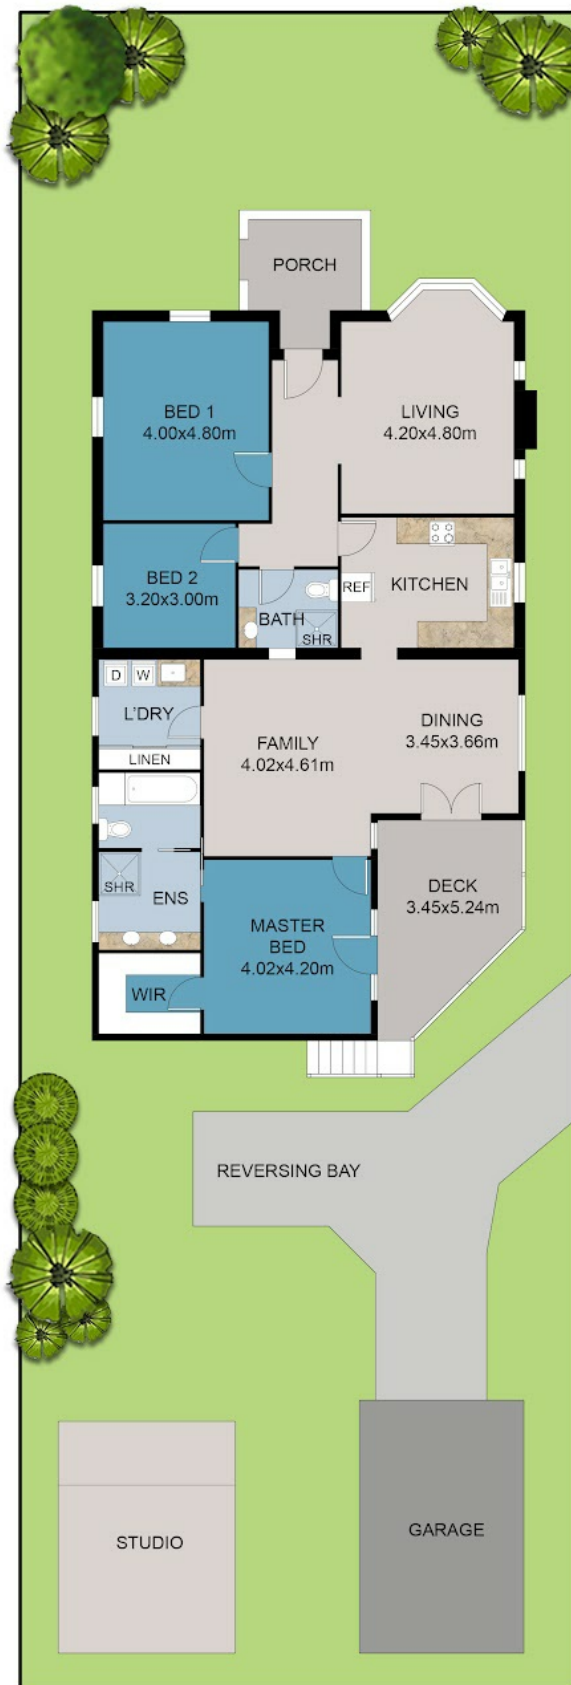 PORCH
BED 1
4.00x4.80m
LIVING
4.20x4.80m
BED 2
3.20x3.00m
BATH
SHR
REF
KITCHEN
D
W
L'DRY
LINEN
FAMILY
4.02x4.61m
DINING
3.45x3.66m
SHR
ENS
MASTER
BED
4.02x4.20m
DECK
3.45x5.24m
WIR
REVERSING BAY
STUDIO
GARAGE